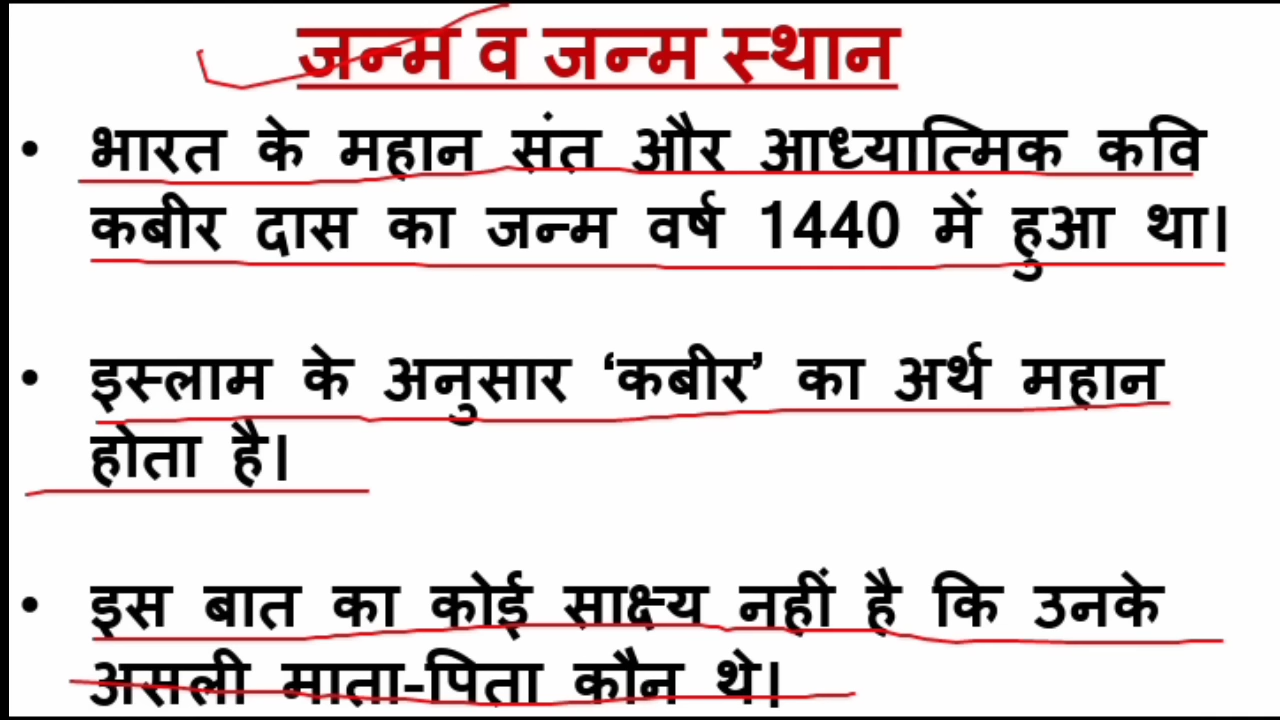 जन्म व जन्म स्थान
• भारत के महान संत और आध्यात्मिक कवि
कबीर दास का जन्म वर्ष 1440 में हुआ था।
• इस्लाम के अनुसार ‘कबीर’ का अर्थ महान
होता है।
• इस बात का कोई साक्ष्य नहीं है कि उनके
असली माता-पिता कौन थे।